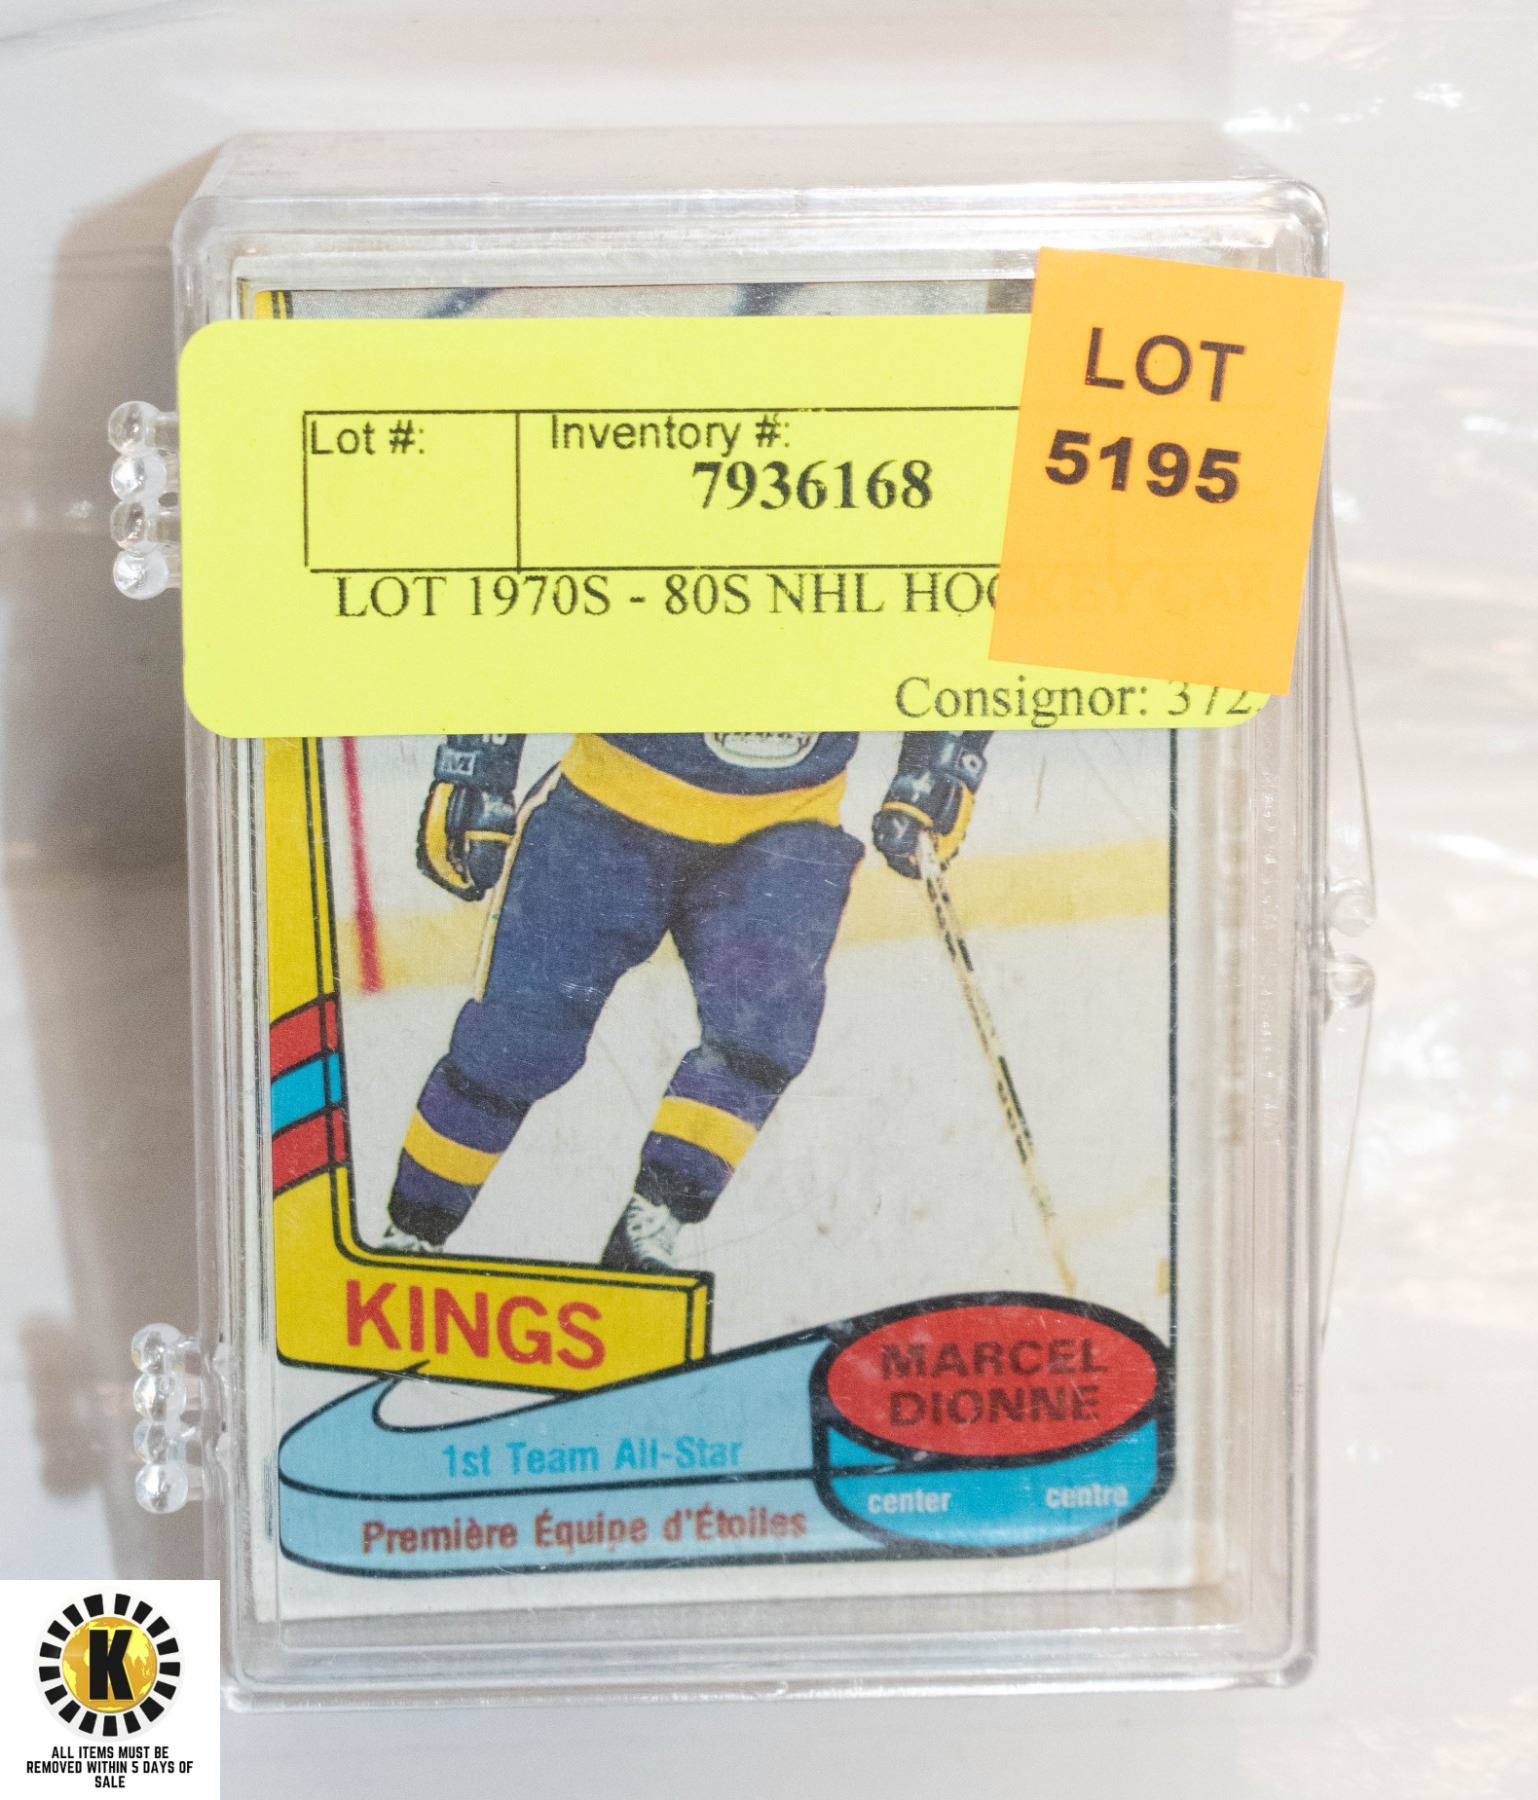 LOT
5195
Lot #:
Inventory #:
7936168
LOT 1970S - 80S NHL
Consignor:
KINGS
MARCEL
DIONNE
1st Team All-Star
Première Équipe d'Étoiles
center centre
K
ALL ITEMS MUST BE
REMOVED WITHIN 5 DAYS OF
SALE